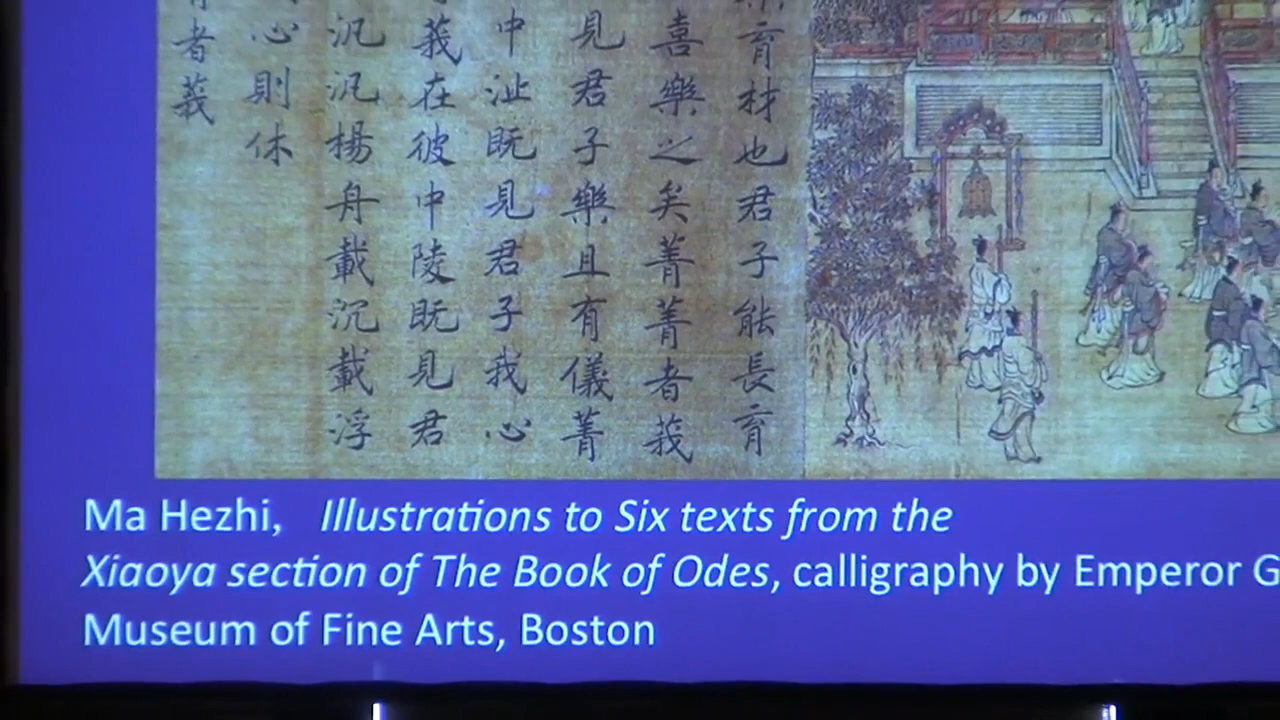 育材也君子能長育
喜樂之矣菁菁者莪
見君子樂且有儀菁
中沚既見君子我心
莪在彼中陵既見君
汎汎楊舟載沉載浮
心則休
者莪
Ma Hezhi, Illustrations to Six texts from the
Xiaoya section of The Book of Odes, calligraphy by Emperor G
Museum of Fine Arts, Boston